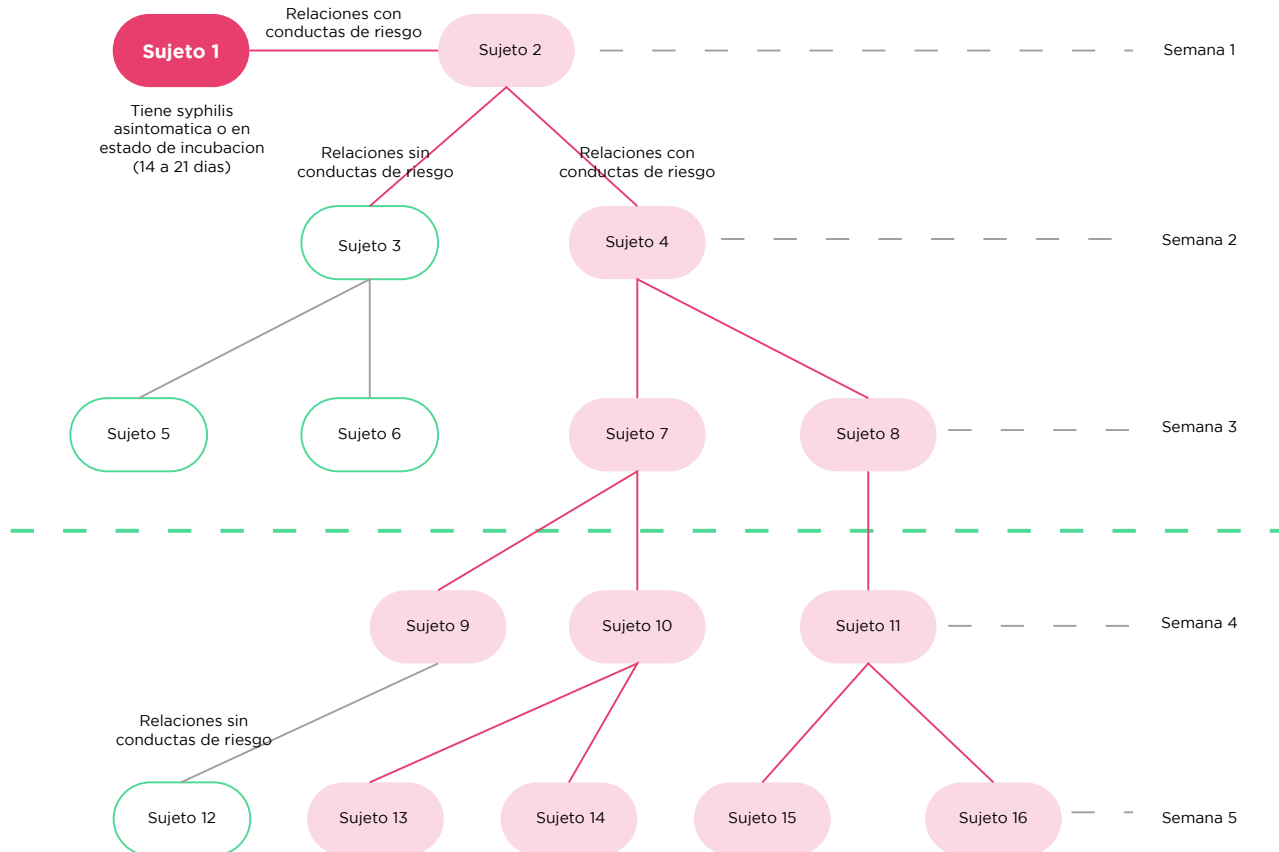 Relaciones con
conductas de riesgo
Sujeto 1
Sujeto 2
Semana 1
Tiene syphilis
asintomatica o en
estado de incubacion
(14 a 21 dias)
Relaciones sin
conductas de riesgo
Relaciones con
conductas de riesgo
Sujeto 3
Sujeto 4
Semana 2
Sujeto 5
Sujeto 6
Sujeto 7
Sujeto 8
Semana 3
Sujeto 9
Sujeto 10
Sujeto 11
Semana 4
Relaciones sin
conductas de riesgo
Sujeto 12
Sujeto 13
Sujeto 14
Sujeto 15
Sujeto 16
Semana 5